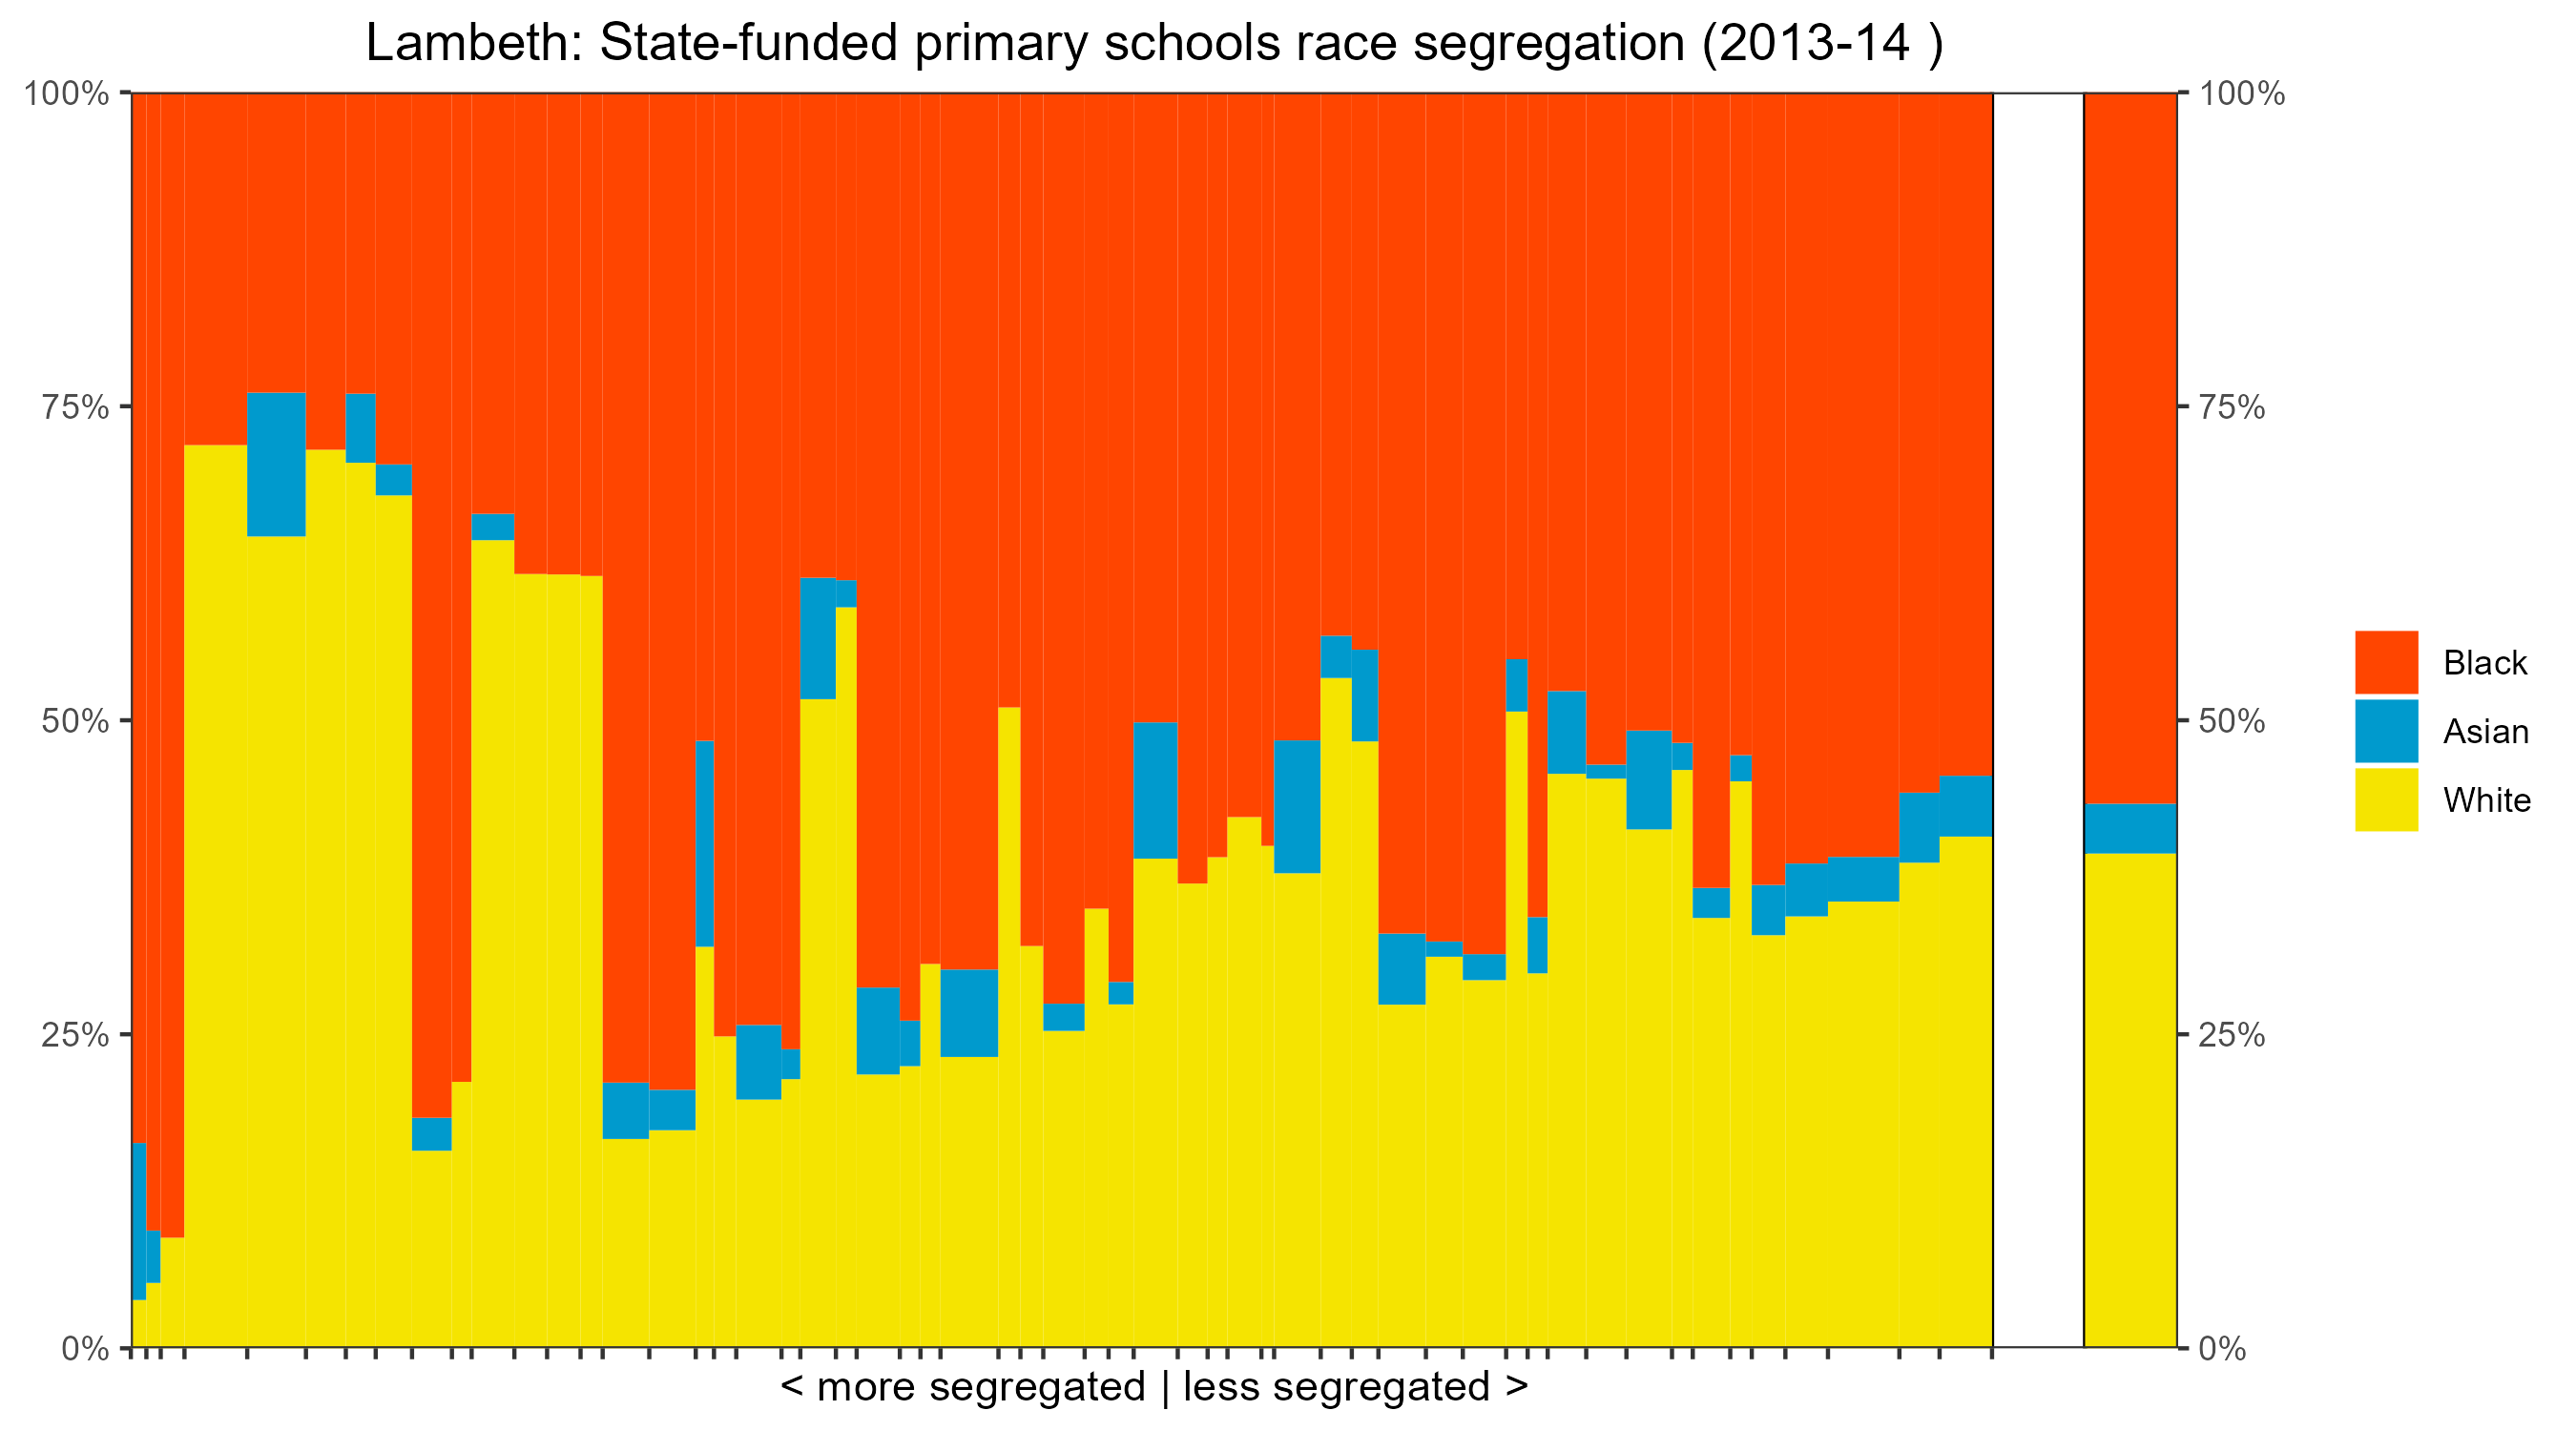 Lambeth: State-funded primary schools race segregation (2013-14 )
100%
75%
50%
25%
0%
100%
75%
50%
25%
0%
Black
Asian
White
< more segregated | less segregated >